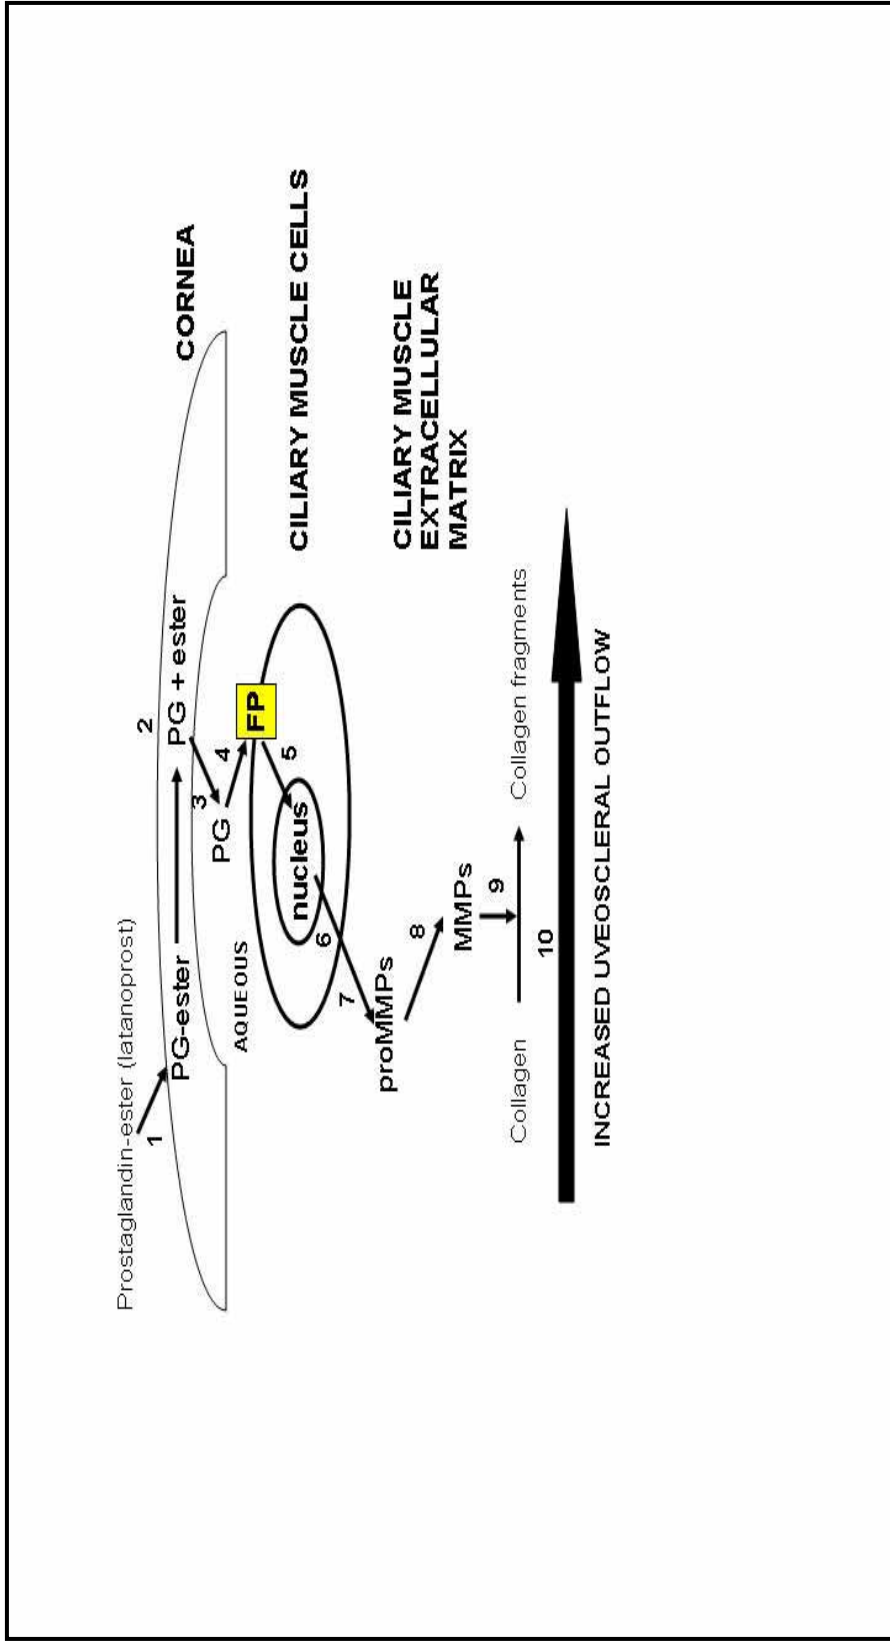 Prostaglandin-ester (latanoprost)
1
2
PG-ester
PG + ester
CORNEA
3
AQUEOUS
PG
4
FP
5
nucleus
CILIARY MUSCLE CELLS
6
7
proMMPs
8
MMPs
CILIARY MUSCLE
EXTRACELLULAR
MATRIX
9
Collagen
Collagen fragments
10
INCREASED UVEOSCLERAL OUTFLOW